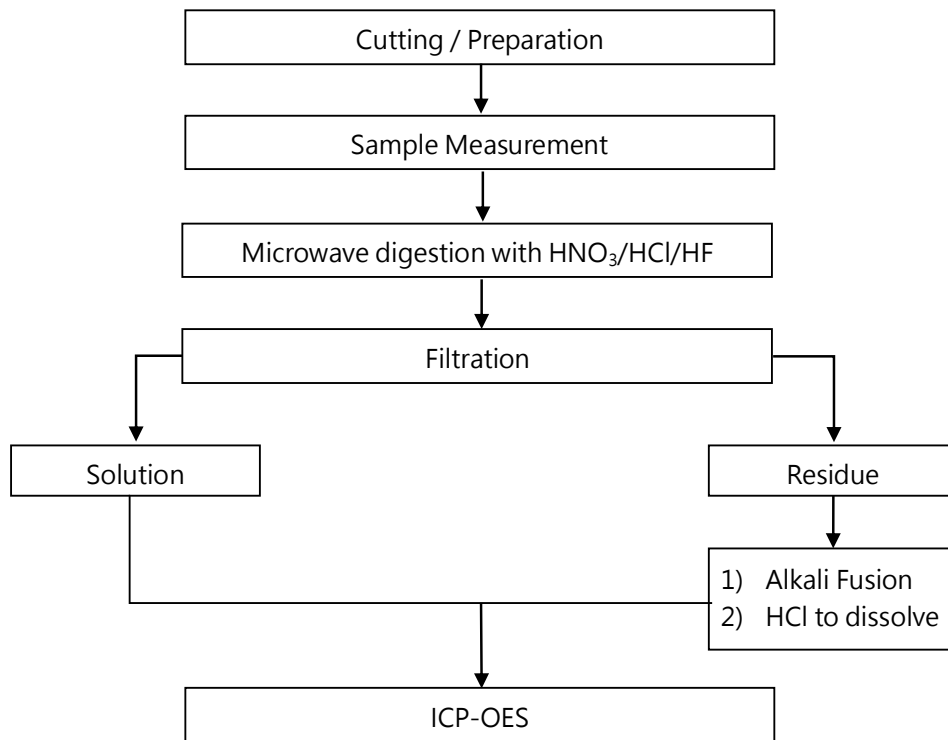 Cutting / Preparation
Sample Measurement
Microwave digestion with HNO₃/HCl/HF
Filtration
Solution
Residue
1) Alkali Fusion
2) HCl to dissolve
ICP-OES